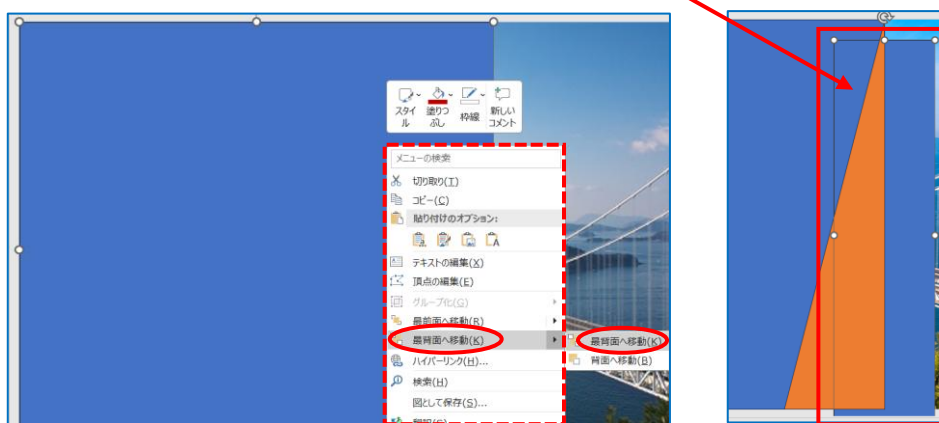 スタイル
塗りつぶし
枠線
新しいコメント
メニューの検索
切り取り(T)
コピー(C)
貼り付けのオプション:
テキストの編集(X)
頂点の編集(E)
グループ化(G)
最前面へ移動(R)
最背面へ移動(K)
最背面へ移動(K)
背面へ移動(B)
ハイパーリンク(H)...
検索(H)
図として保存(S)...